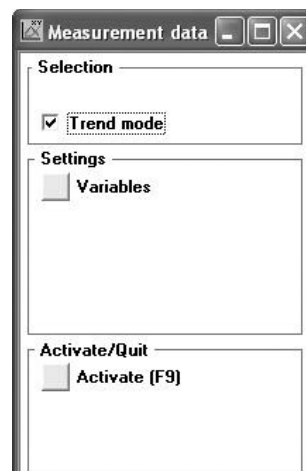 Measurement data
Selection
Trend mode
Settings
Variables
Activate/Quit
Activate (F9)